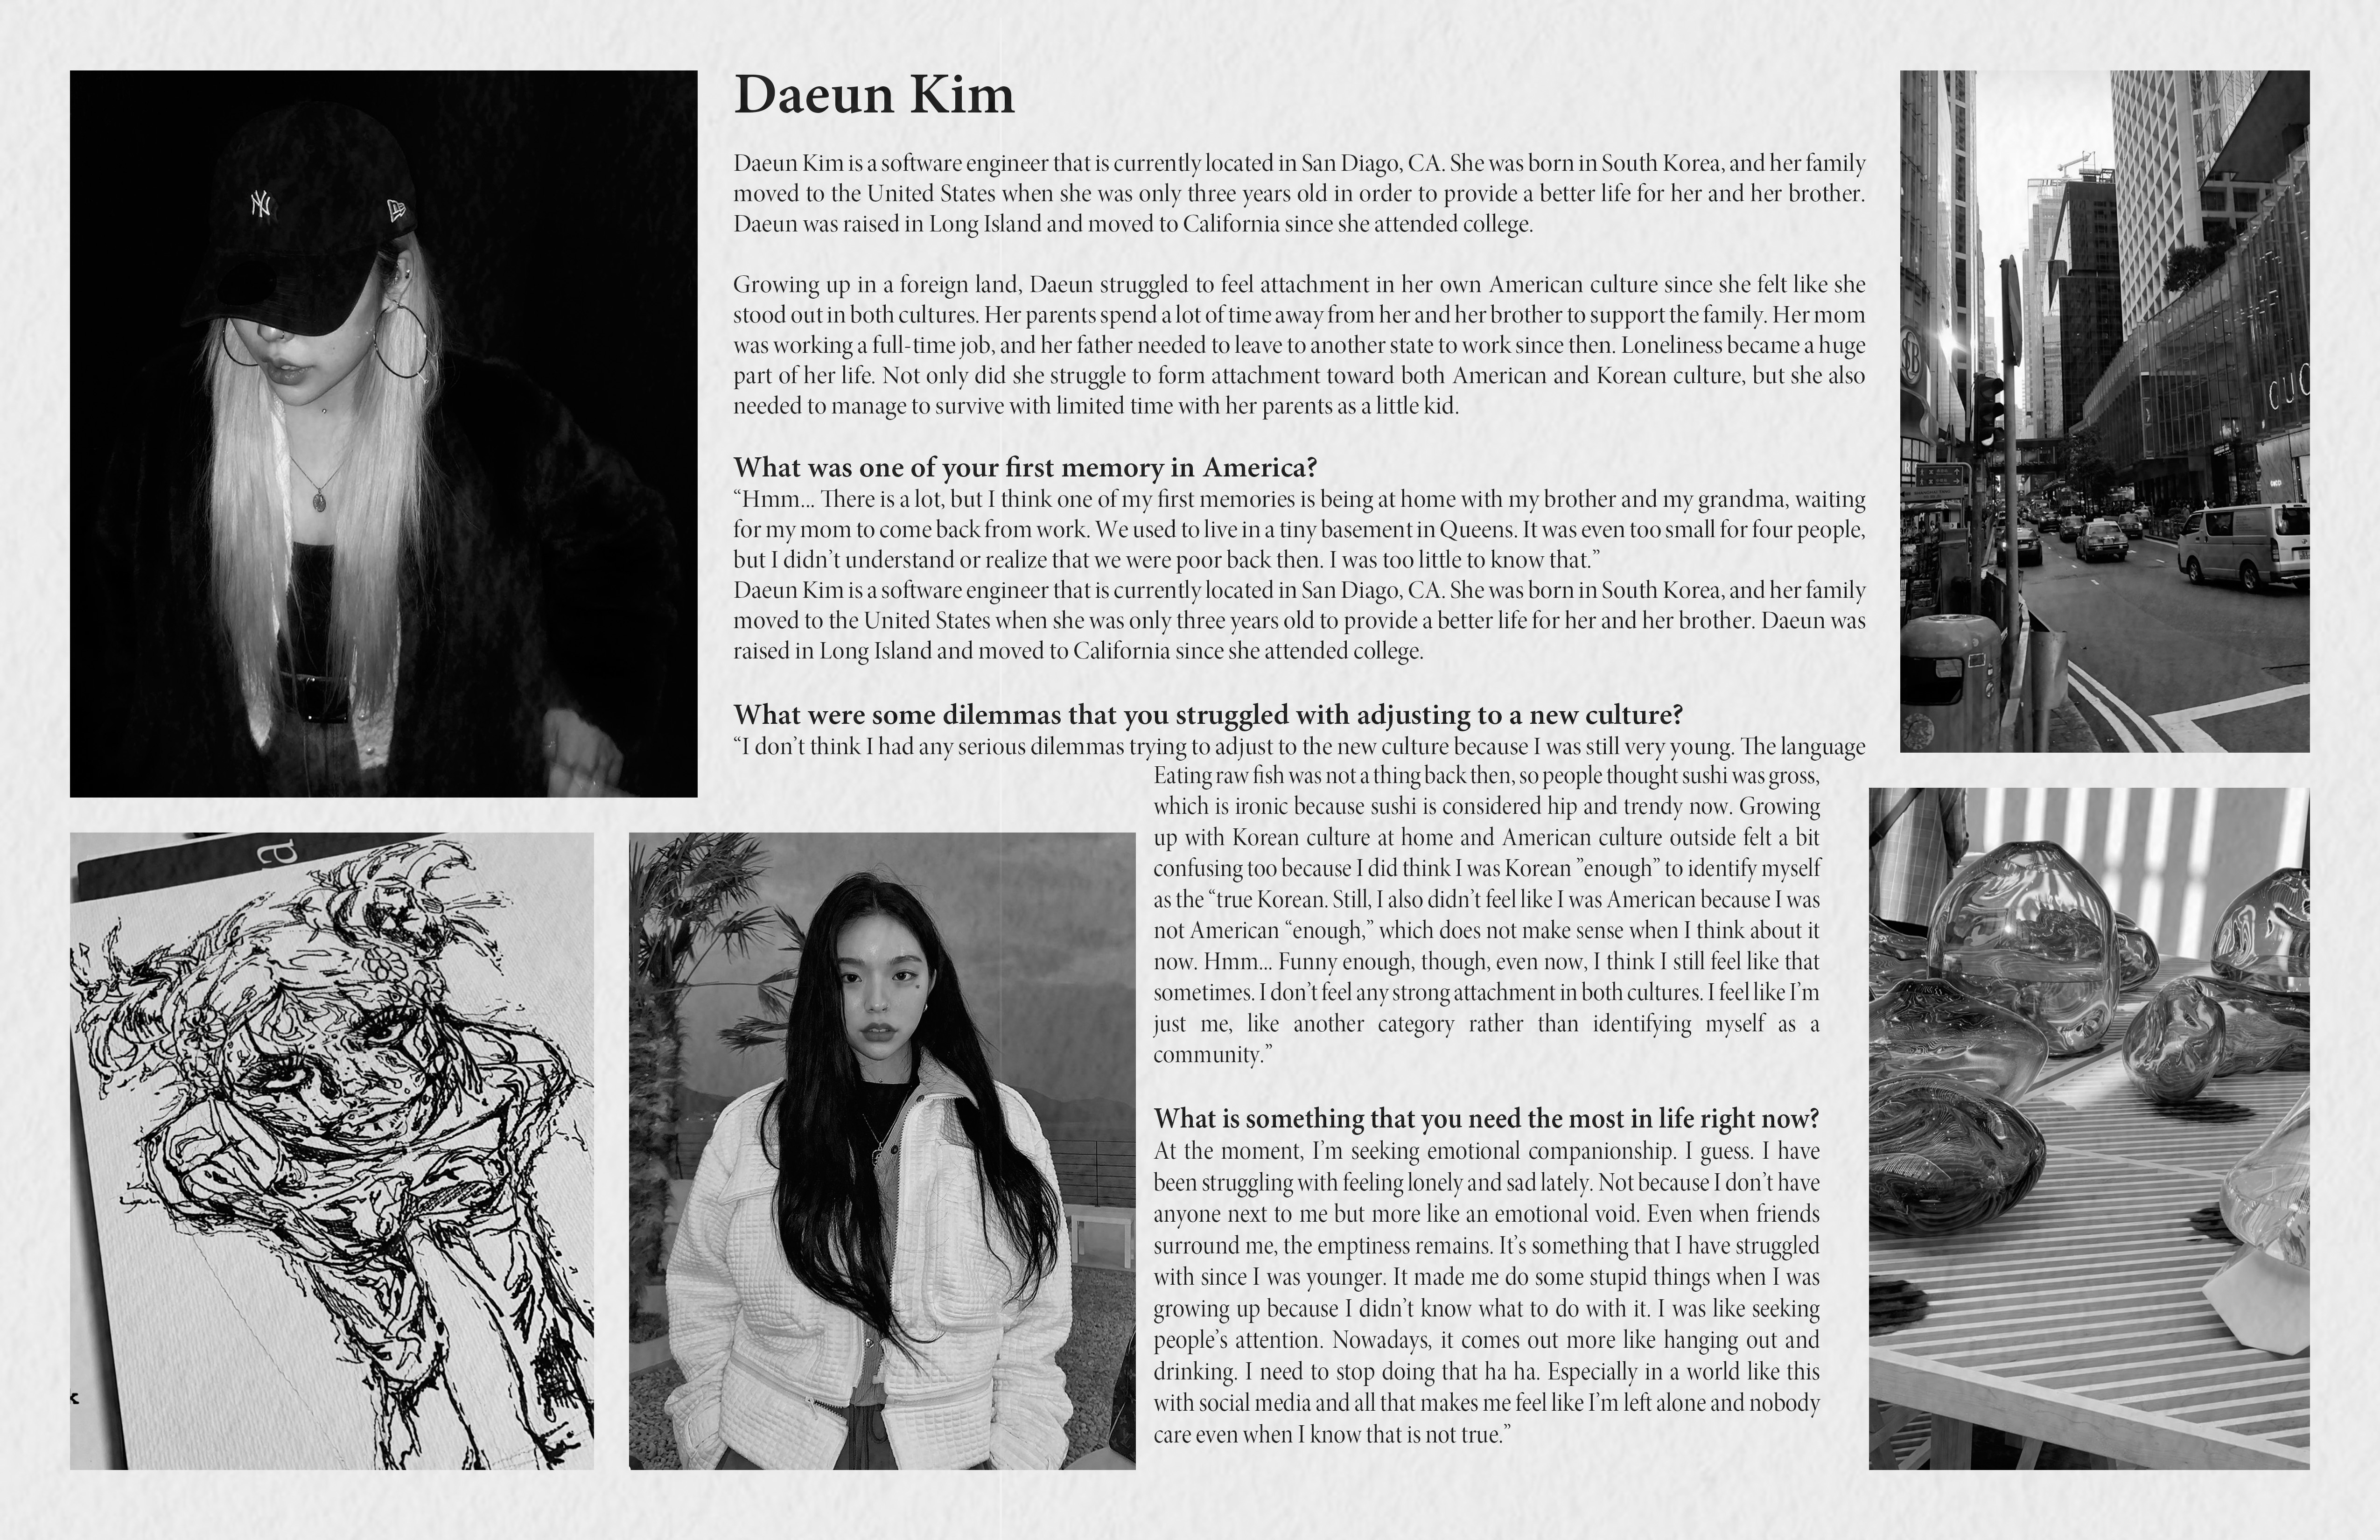 Daeun Kim
Daeun Kim is a software engineer that is currently located in San Diago, CA. She was born in South Korea, and her family
moved to the United States when she was only three years old in order to provide a better life for her and her brother.
Daeun was raised in Long Island and moved to California since she attended college.
Growing up in a foreign land, Daeun struggled to feel attachment in her own American culture since she felt like she
stood out in both cultures. Her parents spend a lot of time away from her and her brother to support the family. Her mom
was working a full-time job, and her father needed to leave to another state to work since then. Loneliness became a huge
part of her life. Not only did she struggle to form attachment toward both American and Korean culture, but she also
needed to manage to survive with limited time with her parents as a little kid.
What was one of your first memory in America?
“Hmm... There is a lot, but I think one of my first memories is being at home with my brother and my grandma, waiting
for my mom to come back from work. We used to live in a tiny basement in Queens. It was even too small for four people,
but I didn’t understand or realize that we were poor back then. I was too little to know that.”
Daeun Kim is a software engineer that is currently located in San Diago, CA. She was born in South Korea, and her family
moved to the United States when she was only three years old to provide a better life for her and her brother. Daeun was
raised in Long Island and moved to California since she attended college.
What were some dilemmas that you struggled with adjusting to a new culture?
“I don’t think I had any serious dilemmas trying to adjust to the new culture because I was still very young. The language
Eating raw fish was not a thing back then, so people thought sushi was gross,
which is ironic because sushi is considered hip and trendy now. Growing
up with Korean culture at home and American culture outside felt a bit
confusing too because I did think I was Korean ”enough” to identify myself
as the “true Korean. Still, I also didn’t feel like I was American because I was
not American “enough,” which does not make sense when I think about it
now. Hmm... Funny enough, though, even now, I think I still feel like that
sometimes. I don’t feel any strong attachment in both cultures. I feel like I’m
just me, like another category rather than identifying myself as a
community.”
What is something that you need the most in life right now?
At the moment, I’m seeking emotional companionship. I guess. I have
been struggling with feeling lonely and sad lately. Not because I don’t have
anyone next to me but more like an emotional void. Even when friends
surround me, the emptiness remains. It’s something that I have struggled
with since I was younger. It made me do some stupid things when I was
growing up because I didn’t know what to do with it. I was like seeking
people’s attention. Nowadays, it comes out more like hanging out and
drinking. I need to stop doing that ha ha. Especially in a world like this
with social media and all that makes me feel like I’m left alone and nobody
care even when I know that is not true.”
NY
a
k
GUC